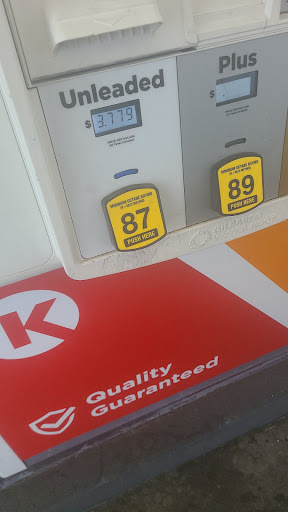 Unleaded
Plus
$ 3.779
$
MINIMUM OCTANE RATING
87
PUSH HERE
MINIMUM OCTANE RATING
89
PUSH HERE
K
Quality
Guaranteed